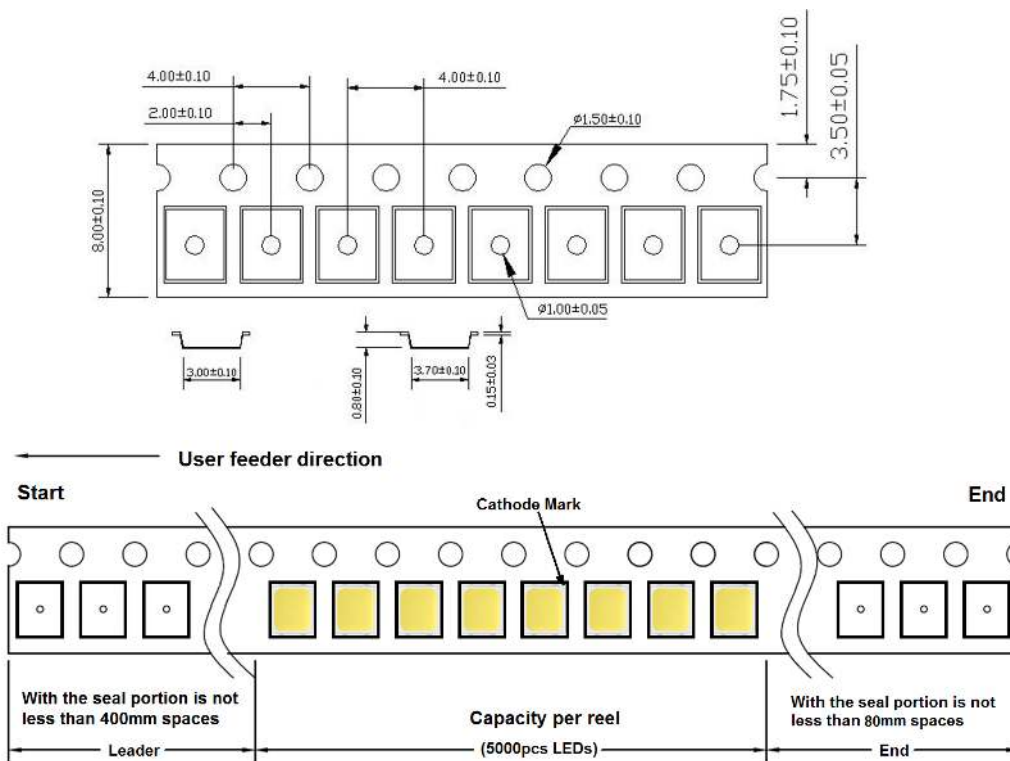 4.00±0.10
4.00±0.10
2.00±0.10
ø1.50±0.10
1.75±0.10
3.50±0.05
8.00±0.10
ø1.00±0.05
3.00±0.10
0.80±0.10
3.70±0.10
0.15±0.03
User feeder direction
Start
Cathode Mark
End
With the seal portion is not
less than 400mm spaces
Capacity per reel
With the seal portion is not
less than 80mm spaces
Leader
(5000pcs LEDs)
End